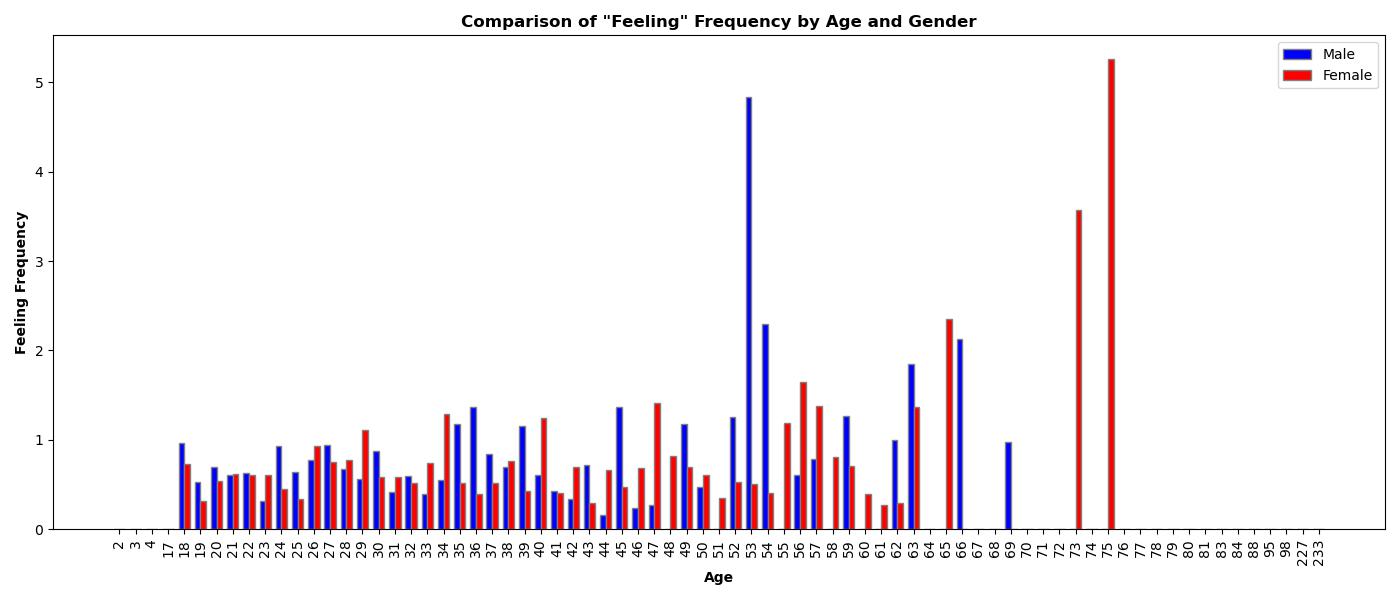 Comparison of "Feeling" Frequency by Age and Gender
Male
Female
Feeling Frequency
5
4
3
2
1
0
2 3 4 17 18 19 20 21 22 23 24 25 26 27 28 29 30 31 32 33 34 35 36 37 38 39 40 41 42 43 44 45 46 47 48 49 50 51 52 53 54 55 56 57 58 59 60 61 62 63 64 65 66 67 68 69 70 71 72 73 74 75 76 77 78 79 80 81 83 84 88 95 98 227 233
Age